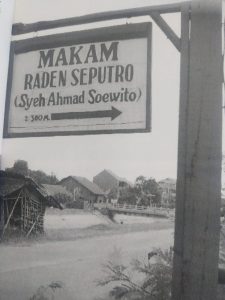 MAKAM
RADEN SEPUTRO
(Syeh Ahmad Soewito)
± 300 M.